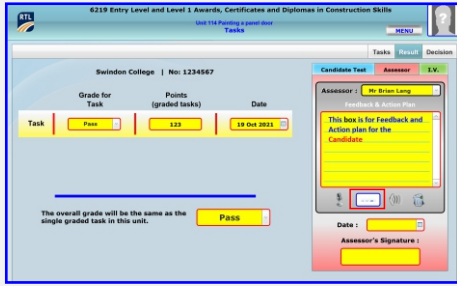 RTL
6219 Entry Level and Level 1 Awards, Certificates and Diplomas in Construction Skills
Unit 114 Painting a panel door
Tasks
MENU
Tasks Result Decision
Swindon College | No: 1234567
Grade for Task
Points (graded tasks)
Date
Task Pass 123 19 Oct 2021
The overall grade will be the same as the
single graded task in this unit.
Pass
Candidate Text Assessor I.V.
Assessor : Mr Brian Lang
Feedback & Action Plan
This box is for Feedback and
Action plan for the
Candidate
Date :
Assessor's Signature :